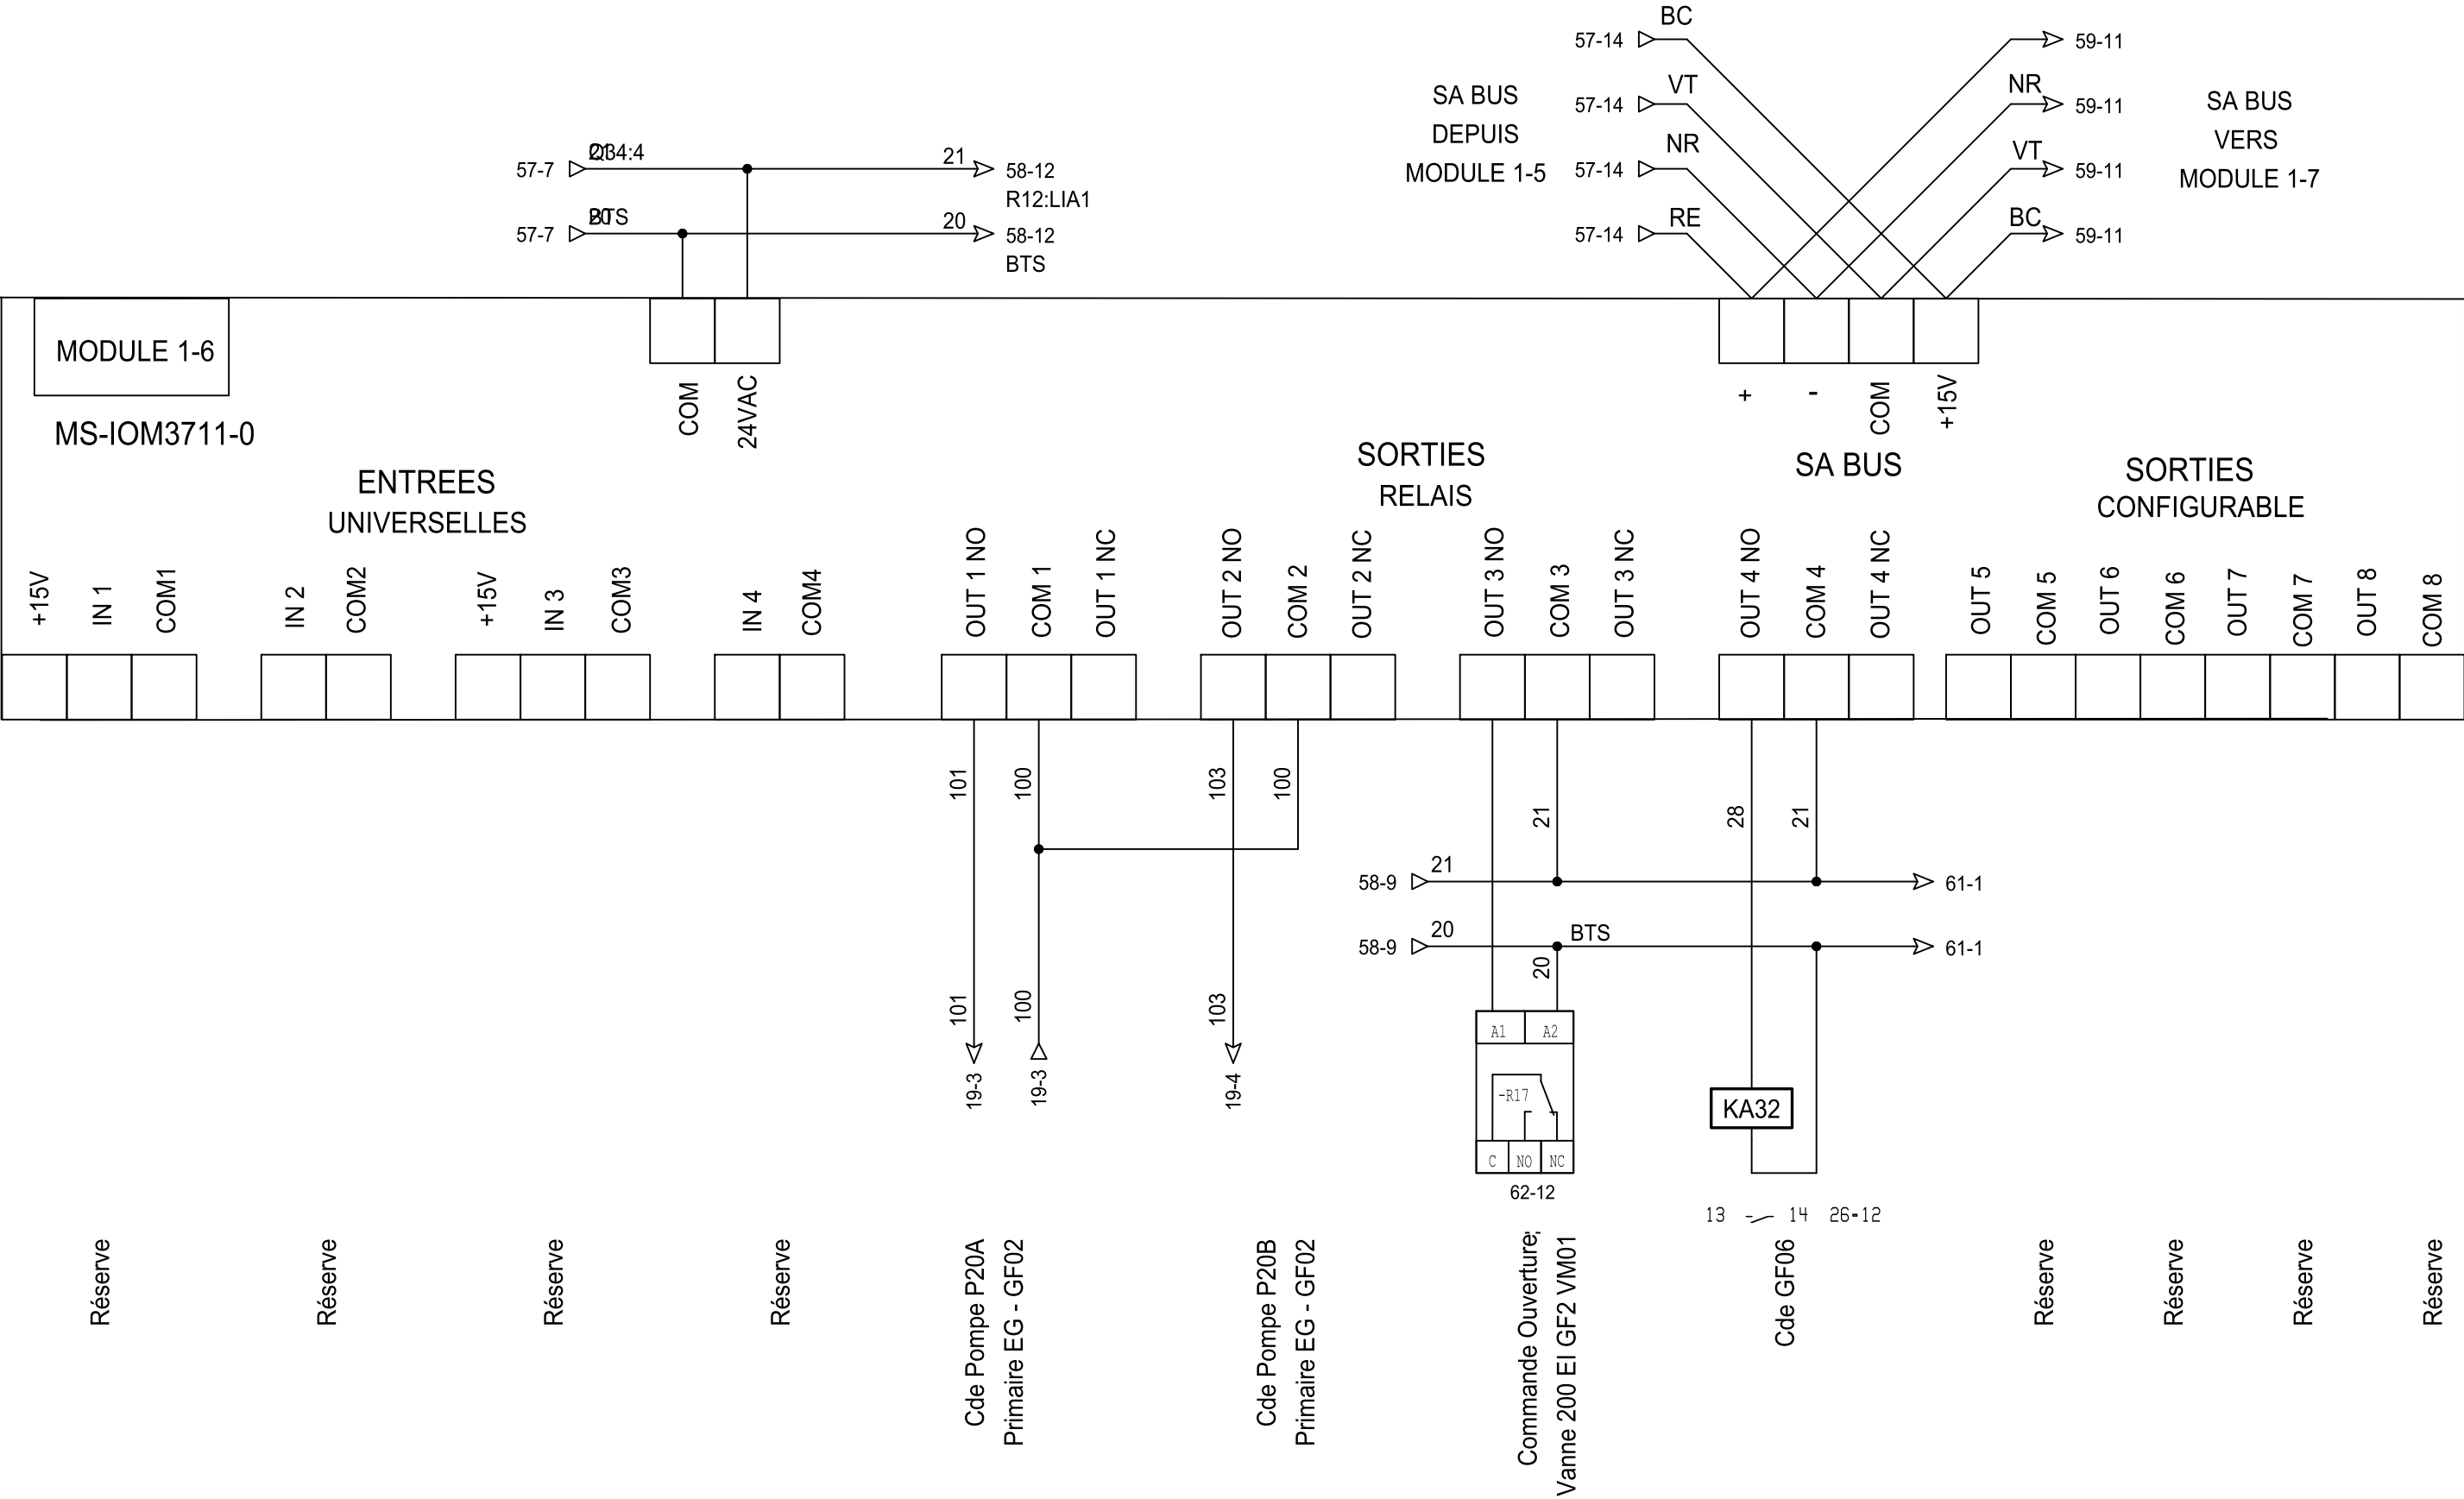 BC
57-14
59-11
VT
57-14
NR
59-11
SA BUS
DEPUIS
MODULE 1-5
NR
57-14
VT
59-11
SA BUS
VERS
MODULE 1-7
RE
57-14
BC
59-11
57-7
Q34:4
21
21
58-12
R12:LIA1
57-7
BTS
20
20
58-12
BTS
MODULE 1-6
MS-IOM3711-0
COM
24VAC
+
-
COM
+15V
ENTREES
UNIVERSELLES
SORTIES
RELAIS
SA BUS
SORTIES
CONFIGURABLE
+15V
IN 1
COM1
IN 2
COM2
+15V
IN 3
COM3
IN 4
COM4
OUT 1 NO
COM 1
OUT 1 NC
OUT 2 NO
COM 2
OUT 2 NC
OUT 3 NO
COM 3
OUT 3 NC
OUT 4 NO
COM 4
OUT 4 NC
OUT 5
COM 5
OUT 6
COM 6
OUT 7
COM 7
OUT 8
COM 8
101
100
103
100
21
28
21
58-9
21
61-1
58-9
20
BTS
61-1
20
101
100
103
19-3
19-3
19-4
A1
A2
-R17
C
NO
NC
62-12
KA32
13
14
26-12
Réserve
Réserve
Réserve
Réserve
Cde Pompe P20A
Primaire EG - GF02
Cde Pompe P20B
Primaire EG - GF02
Commande Ouverture;
Vanne 200 EI GF2 VM01
Cde GF06
Réserve
Réserve
Réserve
Réserve